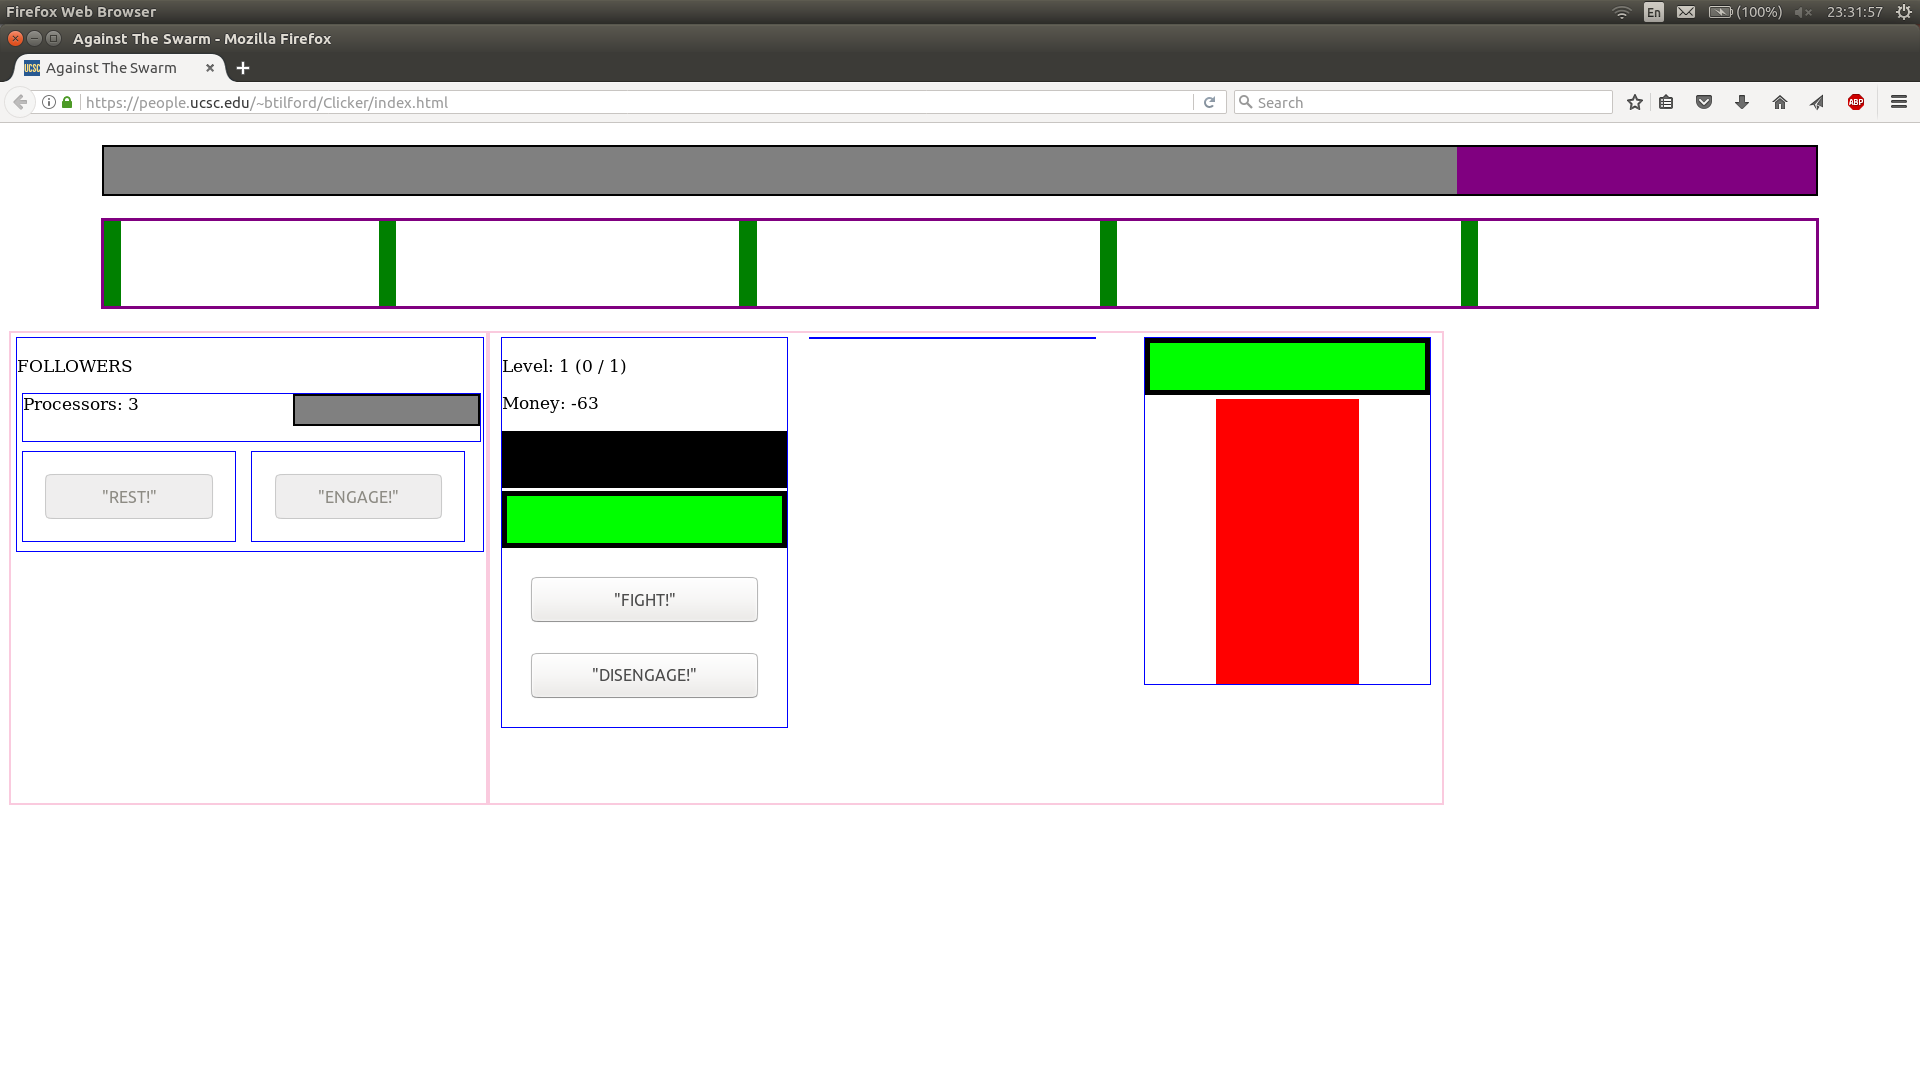 Firefox Web Browser
En
(100%)
23:31:57
Against The Swarm - Mozilla Firefox
UCSC
Against The Swarm
https://people.ucsc.edu/~btilford/Clicker/index.html
Search
ABP
FOLLOWERS
Processors: 3
"REST!"
"ENGAGE!"
Level: 1 (0 / 1)
Money: -63
"FIGHT!"
"DISENGAGE!"